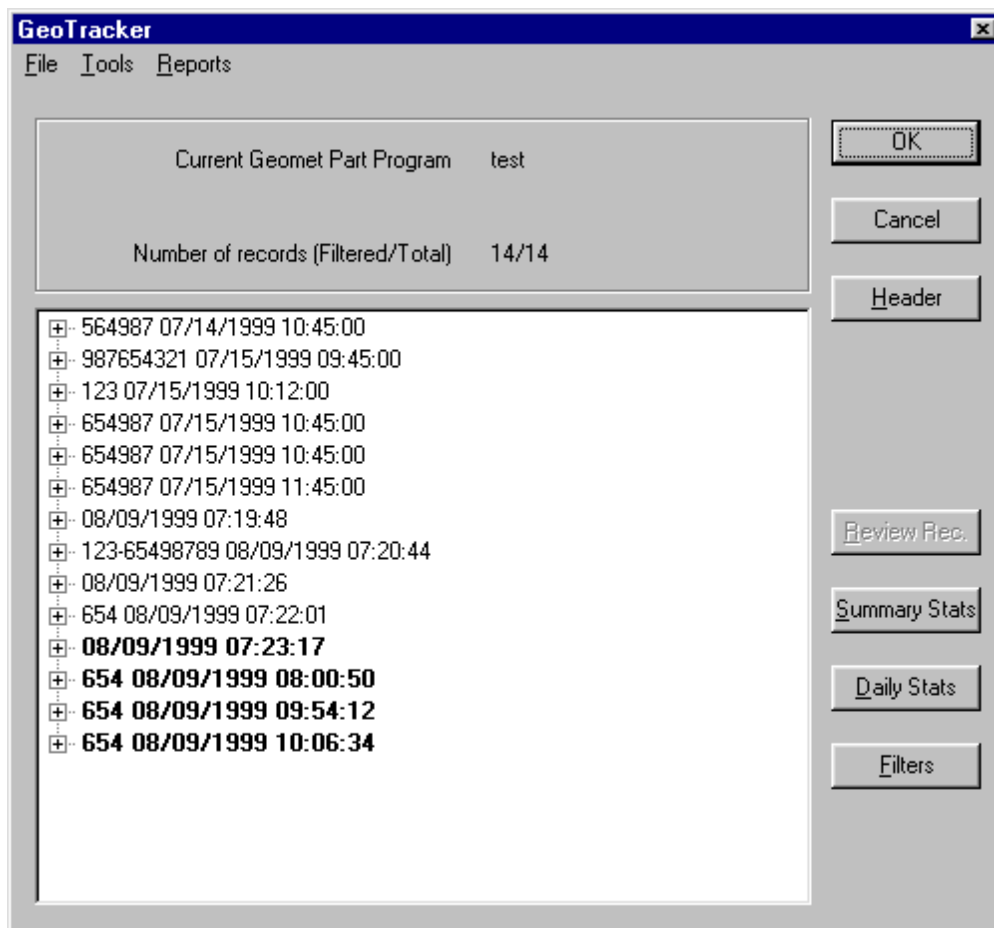 GeoTracker
File Tools Reports
Current Geomet Part Program test
Number of records (Filtered/Total) 14/14
OK
Cancel
Header
564987 07/14/1999 10:45:00
987654321 07/15/1999 09:45:00
123 07/15/1999 10:12:00
654987 07/15/1999 10:45:00
654987 07/15/1999 10:45:00
654987 07/15/1999 11:45:00
08/09/1999 07:19:48
123-65498789 08/09/1999 07:20:44
08/09/1999 07:21:26
654 08/09/1999 07:22:01
08/09/1999 07:23:17
654 08/09/1999 08:00:50
654 08/09/1999 09:54:12
654 08/09/1999 10:06:34
Review Rec.
Summary Stats
Daily Stats
Filters